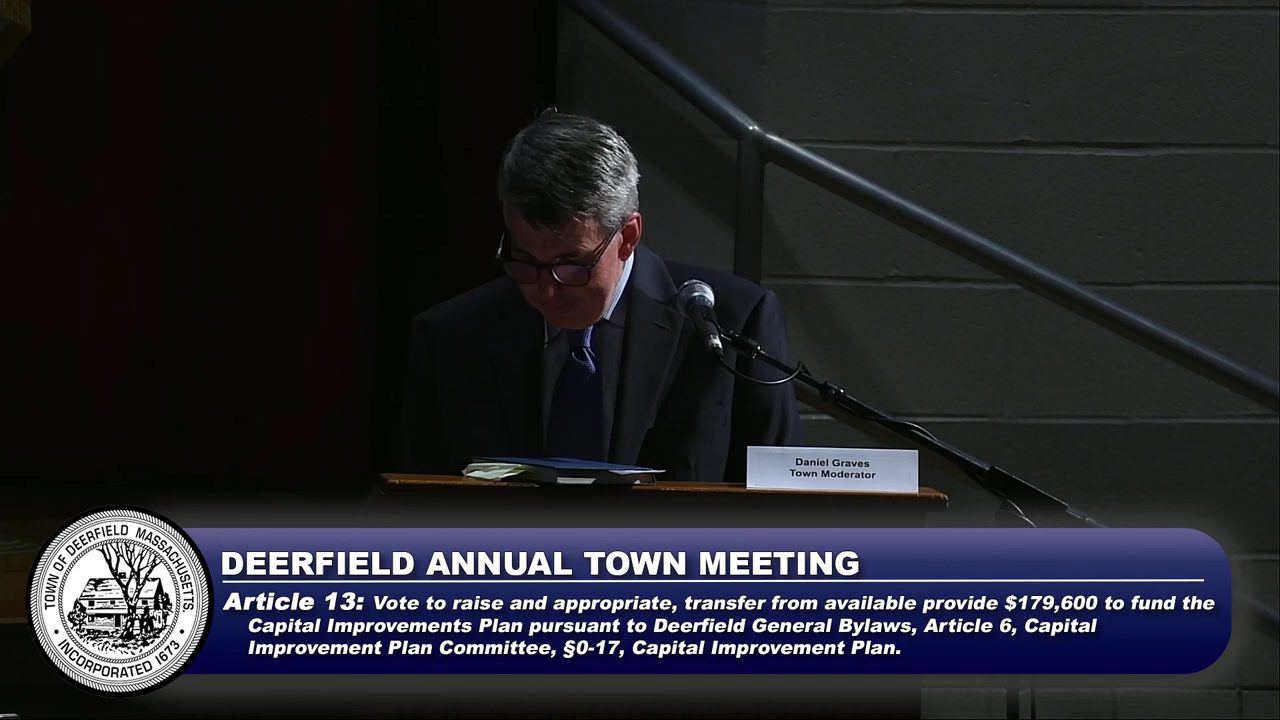 Daniel Graves
Town Moderator
TOWN OF DEERFIELD MASSACHUSETTS.
• INCORPORATED 1673 •
DEERFIELD ANNUAL TOWN MEETING
Article 13: Vote to raise and appropriate, transfer from available provide $179,600 to fund the
Capital Improvements Plan pursuant to Deerfield General Bylaws, Article 6, Capital
Improvement Plan Committee, §0-17, Capital Improvement Plan.